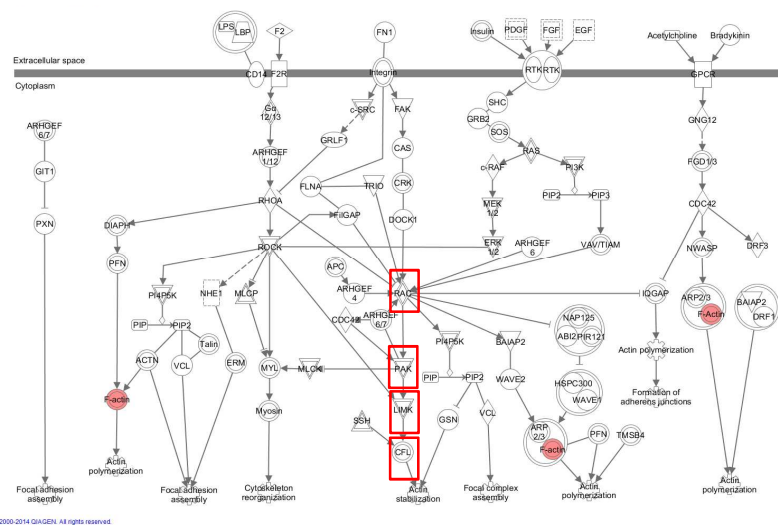 LPS
LBP
F2
FN1
Insulin
PDGF
FGF
EGF
Acetylcholine
Bradykinin
Extracellular space
CD14
F2R
Integrin
RTK
RTK
GPCR
Cytoplasm
ARHGEF
6/7
Gα
12/13
c-SRC
FAK
SHC
GRB2
SOS
GNG12
GRLF1
CAS
RAS
FGD1/3
ARHGEF
1/12
GIT1
c-RAF
PI3K
CRK
FLNA
TRIO
PIP2
PIP3
RHOA
MEK
1/2
CDC42
PXN
DIAPH
FilGAP
DOCK1
ROCK
ERK
1/2
ARHGEF
6
VAV/TIAM
NWASP
DRF3
PFN
APC
PI4P5K
NHE1
MLCP
ARHGEF
4
RAC
IQGAP
ARP2/3
F-Actin
BAIAP2
DRF1
CDC42
ARHGEF
6/7
NAP125
ABI2
PIR121
PIP
PIP2
Talin
PI4P5K
BAIAP2
Actin
polymerization
ACTN
VCL
ERM
MYL
MLCK
PAK
PIP
PIP2
WAVE2
HSPC300
WAVE1
Formation of
adherens junctions
F-actin
Myosin
LIMK
SSH
GSN
VCL
ARP
2/3
F-actin
PFN
TMSB4
CFL
Focal adhesion
assembly
Actin
polymerization
Focal adhesion
assembly
Cytoskeleton
reorganization
Actin
stabilization
Focal complex
assembly
Actin
polymerization
Actin
polymerization
2000-2014 QIAGEN. All rights reserved.